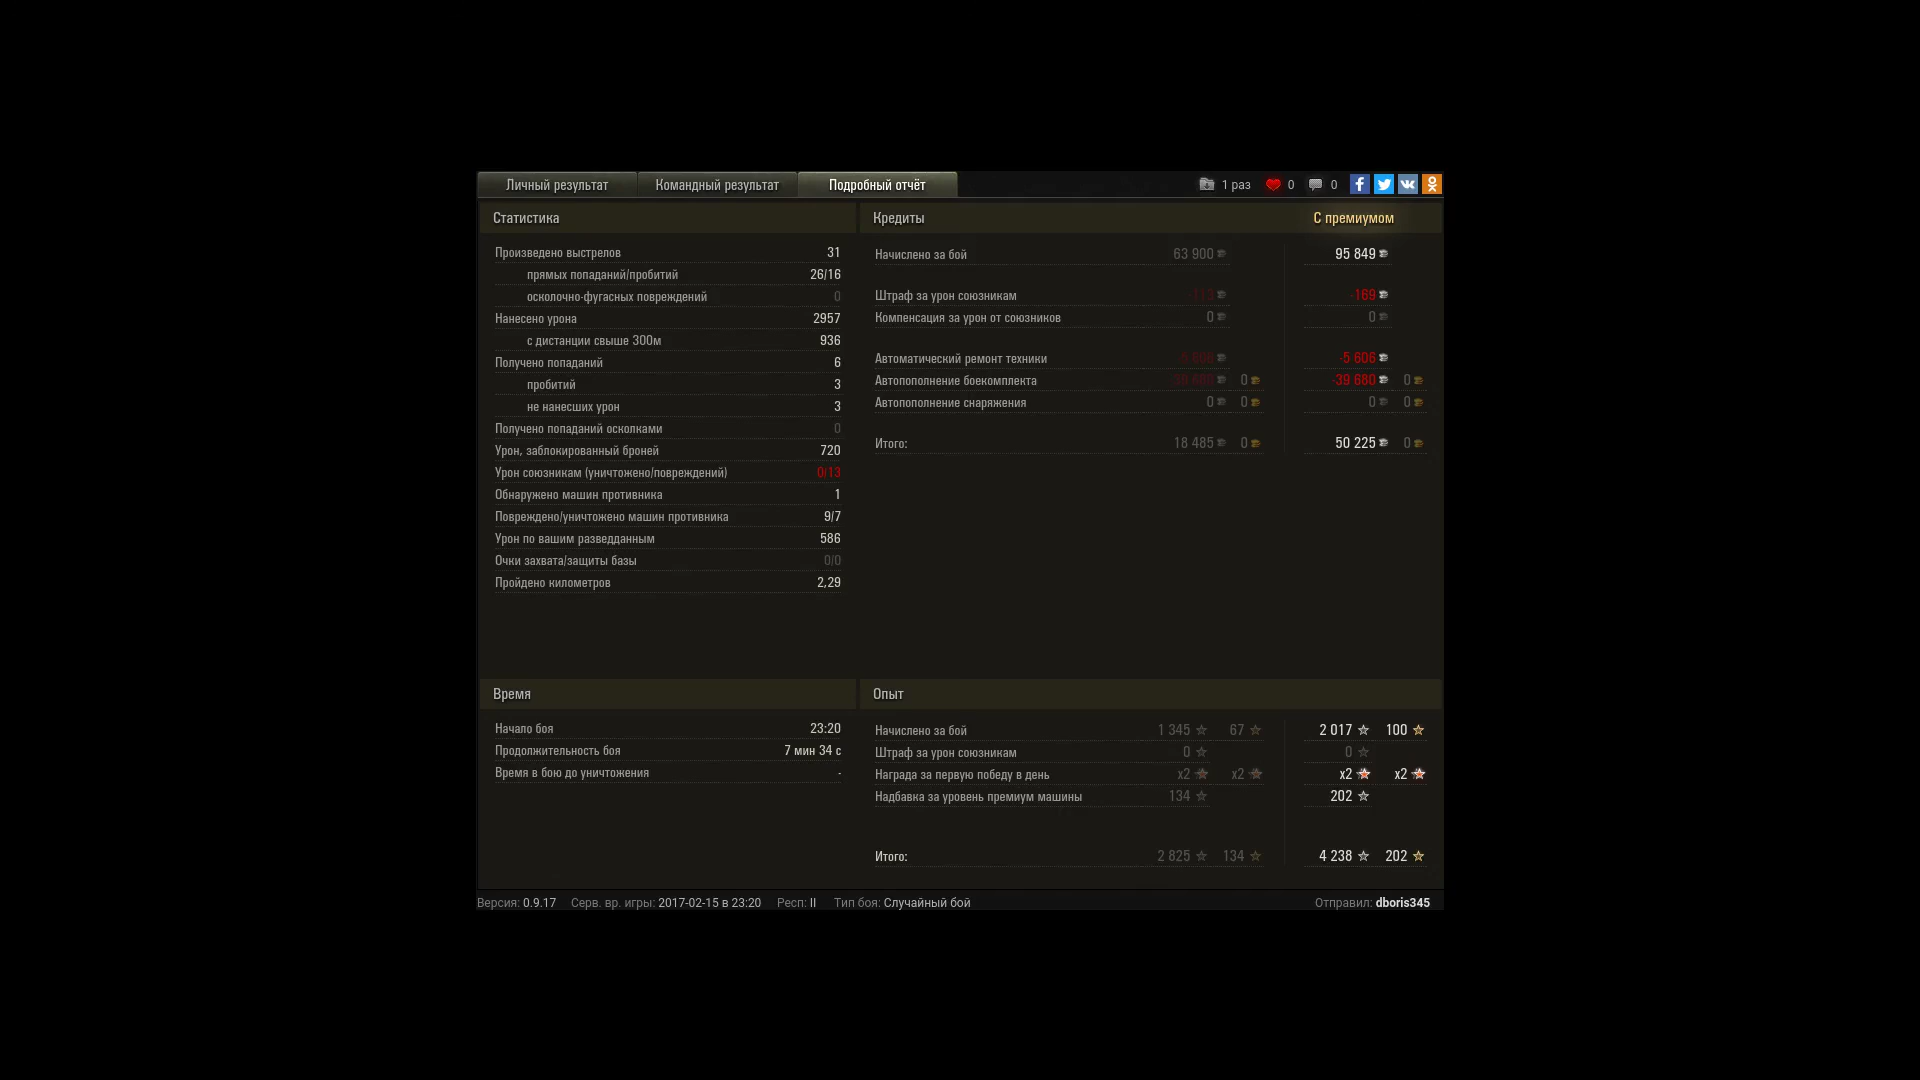 Личный результат Командный результат Подробный отчёт 1 раз 0 0
Статистика
Произведено выстрелов 31
прямых попаданий/пробитий 26/16
осколочно-фугасных повреждений 0
Нанесено урона 2957
с дистанции свыше 300м 936
Получено попаданий 6
пробитий 3
не нанесших урон 3
Получено попаданий осколками 0
Урон, заблокированный броней 720
Урон союзникам (уничтожено/повреждений) 0/13
Обнаружено машин противника 1
Повреждено/уничтожено машин противника 9/7
Урон по вашим разведданным 586
Очки захвата/защиты базы 0/0
Пройдено километров 2,29
Кредиты С премиумом
Начислено за бой 63 900 95 849
Штраф за урон союзникам -113 -169
Компенсация за урон от союзников 0 0
Автоматический ремонт техники -5 606 -5 606
Автопополнение боекомплекта -39 680 0 -39 680 0
Автопополнение снаряжения 0 0 0 0
Итого: 18 485 0 50 225 0
Время
Начало боя 23:20
Продолжительность боя 7 мин 34 с
Время в бою до уничтожения -
Опыт
Начислено за бой 1 345 67 2 017 100
Штраф за урон союзникам 0 0
Награда за первую победу в день x2 x2 x2 x2
Надбавка за уровень премиум машины 134 202
Итого: 2 825 134 4 238 202
Версия: 0.9.17 Серв. вр. игры: 2017-02-15 в 23:20 Респ: II Тип боя: Случайный бой Отправил: dboris345